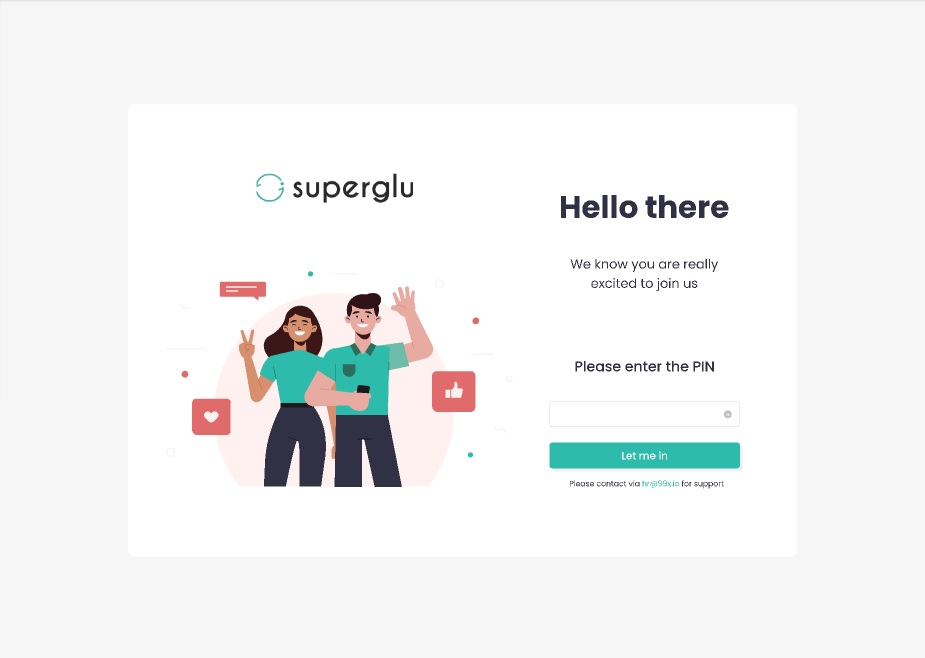 superglu
Hello there
We know you are really
excited to join us
Please enter the PIN
Let me in
Please contact via hr@99x.io for support